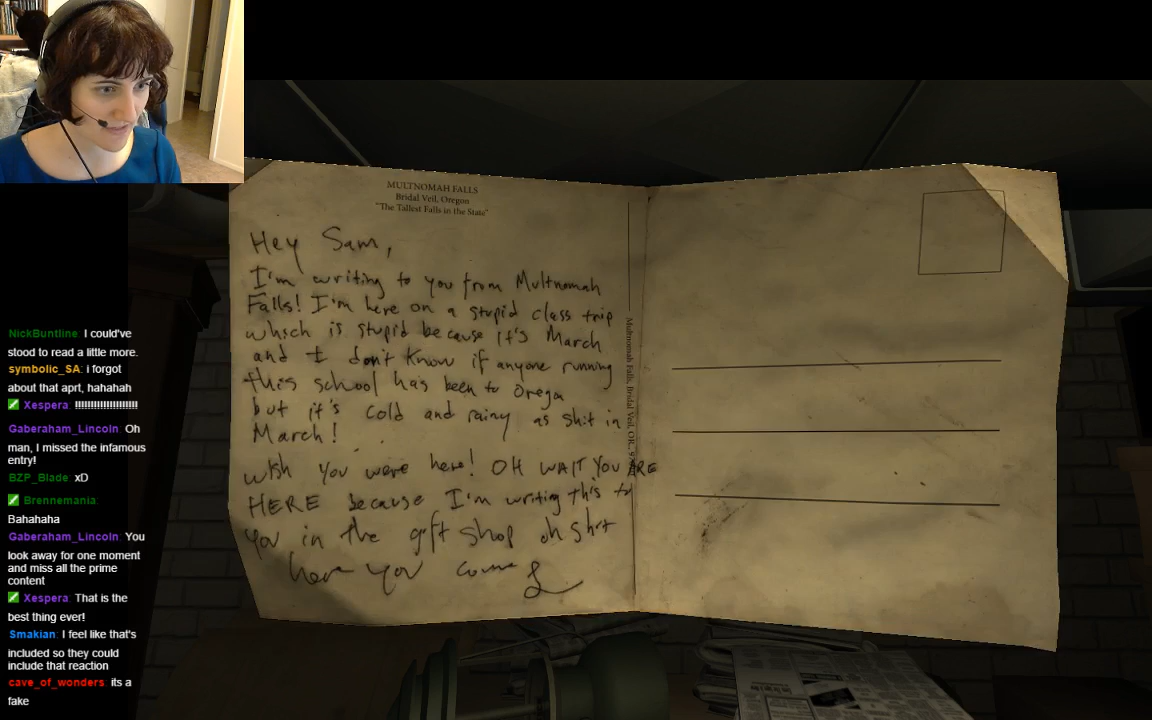 MULTNOMAH FALLS
Bridal Veil, Oregon
"The Tallest Falls in the State"
Hey Sam,
I'm writing to you from Multnomah
Falls! I'm here on a stupid class trip
which is stupid because it's March
and I don't know if anyone running
this school has been to Oregon
but it's cold and rainy as shit in
March!
wish you were here! OH WAIT YOU ARE
HERE because I'm writing this to
you in the gift shop oh shit
here you come
Multnomah Falls, Bridal Veil, OR.
NickBuntline: I could've
stood to read a little more.
symbolic_SA: i forgot
about that aprt, hahahah
Xespera: !!!!!!!!!!!!!!!!!!!!
Gaberaham_Lincoln: Oh
man, I missed the infamous
entry!
BZP_Blade: xD
Brennemania:
Bahahaha
Gaberaham_Lincoln: You
look away for one moment
and miss all the prime
content
Xespera: That is the
best thing ever!
Smakian: I feel like that's
included so they could
include that reaction
cave_of_wonders: its a
fake